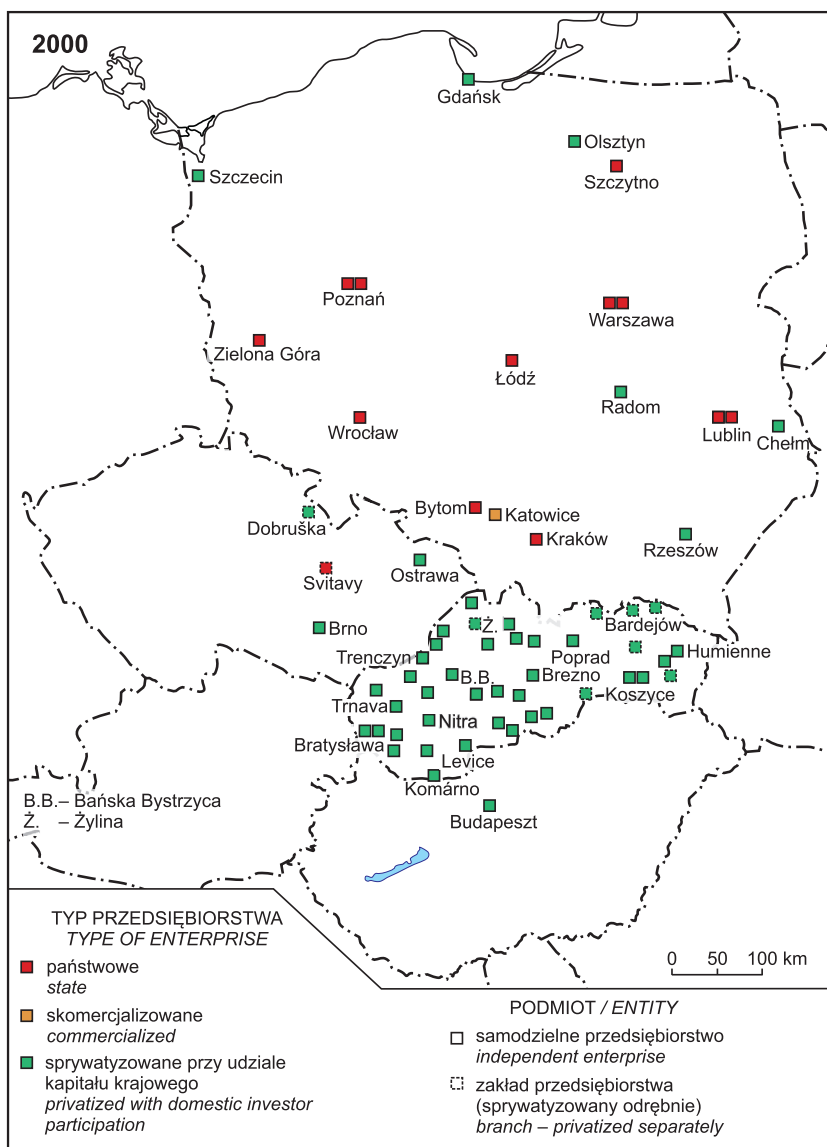 2000
Gdańsk
Olsztyn
Szczytno
Szczecin
Poznań
Warszawa
Zielona Góra
Łódź
Radom
Wrocław
Lublin
Chełm
Bytom
Katowice
Dobruška
Kraków
Rzeszów
Ostrawa
Svitavy
Brno
Ż.
Bardejów
Trenczyn
Poprad
Humienne
B.B.
Brezno
Trnava
Koszyce
Nitra
Bratysława
Levice
Komárno
Budapeszt
B.B.– Bańska Bystrzyca
Ż. – Żylina
TYP PRZEDSIĘBIORSTWA
TYPE OF ENTERPRISE
państwowe
state
skomercjalizowane
commercialized
sprywatyzowane przy udziale
kapitału krajowego
privatized with domestic investor
participation
0 50 100 km
PODMIOT / ENTITY
samodzielne przedsiębiorstwo
independent enterprise
zakład przedsiębiorstwa
(sprywatyzowany odrębnie)
branch – privatized separately